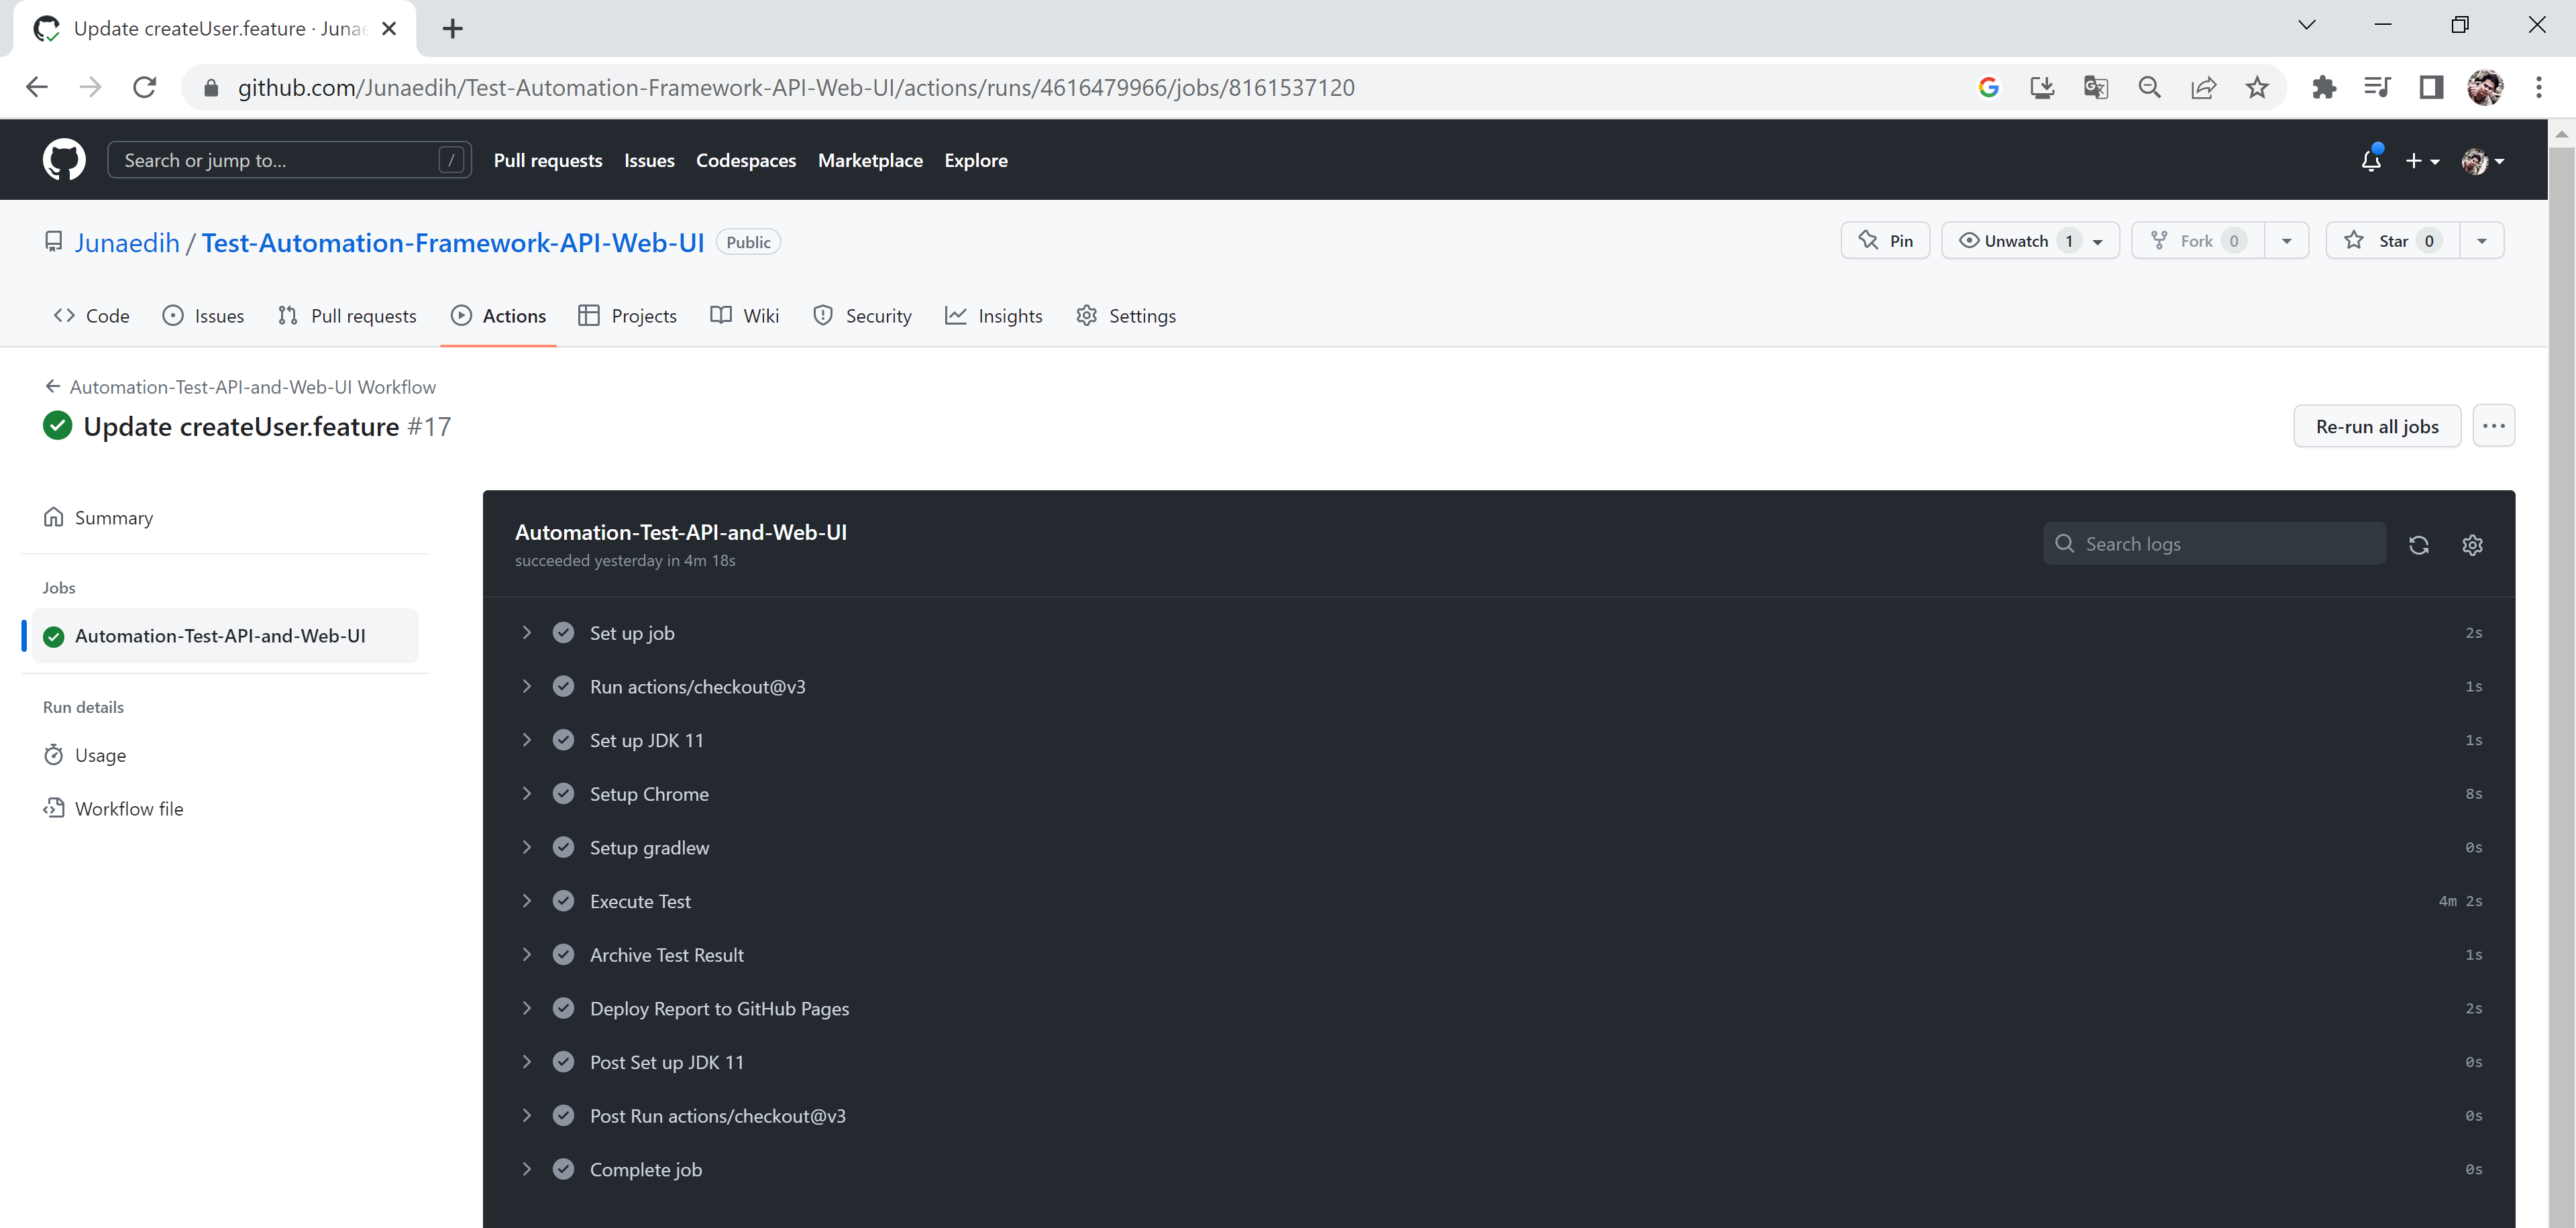 Update createUser.feature · Junae
github.com/Junaedih/Test-Automation-Framework-API-Web-UI/actions/runs/4616479966/jobs/8161537120
Search or jump to... / Pull requests Issues Codespaces Marketplace Explore
Junaedih / Test-Automation-Framework-API-Web-UI Public Pin Unwatch 1 Fork 0 Star 0
Code Issues Pull requests Actions Projects Wiki Security Insights Settings
Automation-Test-API-and-Web-UI Workflow
Update createUser.feature #17 Re-run all jobs
Summary
Jobs
Automation-Test-API-and-Web-UI
Run details
Usage
Workflow file
Automation-Test-API-and-Web-UI
succeeded yesterday in 4m 18s
Search logs
Set up job 2s
Run actions/checkout@v3 1s
Set up JDK 11 1s
Setup Chrome 8s
Setup gradlew 0s
Execute Test 4m 2s
Archive Test Result 1s
Deploy Report to GitHub Pages 2s
Post Set up JDK 11 0s
Post Run actions/checkout@v3 0s
Complete job 0s